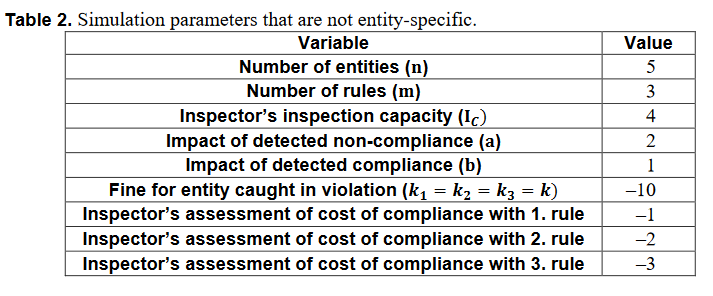 Table 2. Simulation parameters that are not entity-specific.
Variable Value
Number of entities (n) 5
Number of rules (m) 3
Inspector's inspection capacity (I_C) 4
Impact of detected non-compliance (a) 2
Impact of detected compliance (b) 1
Fine for entity caught in violation (k₁ = k₂ = k₃ = k) −10
Inspector's assessment of cost of compliance with 1. rule −1
Inspector's assessment of cost of compliance with 2. rule −2
Inspector's assessment of cost of compliance with 3. rule −3